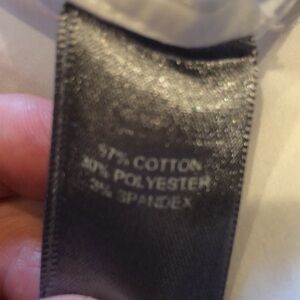 57% COTTON
40% POLYESTER
3% SPANDEX